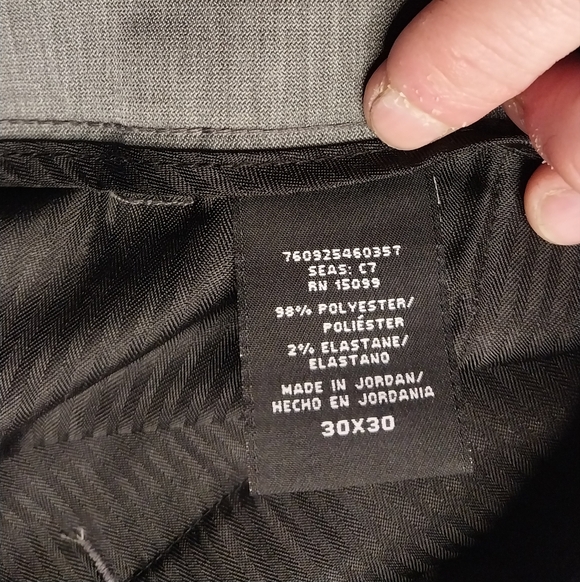 760925460357
SEAS: C7
RN 15099
98% POLYESTER/
POLIÉSTER
2% ELASTANE/
ELASTANO
MADE IN JORDAN/
HECHO EN JORDANIA
30X30